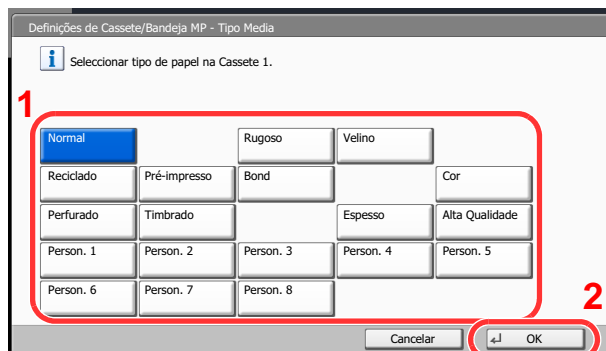 Definições de Cassete/Bandeja MP - Tipo Media
i Seleccionar tipo de papel na Cassete 1.
1
Normal Rugoso Velino
Reciclado Pré-impresso Bond Cor
Perfurado Timbrado Espesso Alta Qualidade
Person. 1 Person. 2 Person. 3 Person. 4 Person. 5
Person. 6 Person. 7 Person. 8
2
Cancelar OK